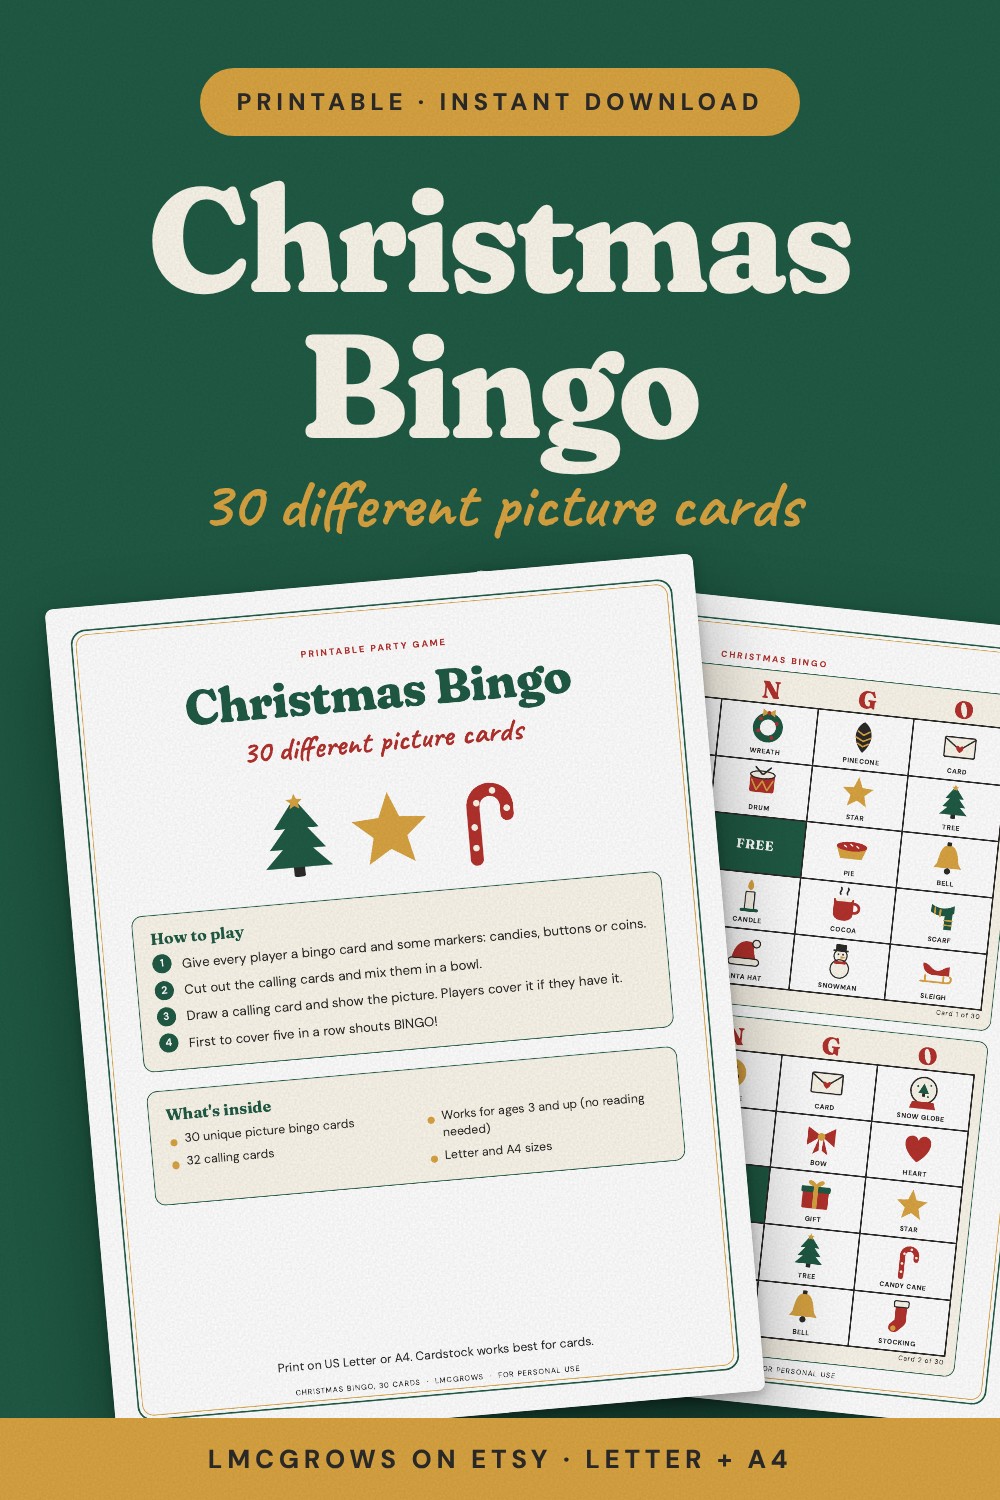 PRINTABLE · INSTANT DOWNLOAD
Christmas
Bingo
30 different picture cards
PRINTABLE PARTY GAME
Christmas Bingo
30 different picture cards
How to play
1 Give every player a bingo card and some markers: candies, buttons or coins.
2 Cut out the calling cards and mix them in a bowl.
3 Draw a calling card and show the picture. Players cover it if they have it.
4 First to cover five in a row shouts BINGO!
What's inside
30 unique picture bingo cards
32 calling cards
Works for ages 3 and up (no reading
needed)
Letter and A4 sizes
Print on US Letter or A4. Cardstock works best for cards.
CHRISTMAS BINGO, 30 CARDS · LMCGROWS · FOR PERSONAL USE
CHRISTMAS BINGO
N G O
WREATH PINECONE CARD
DRUM STAR TREE
FREE PIE BELL
CANDLE COCOA SCARF
HAT SNOWMAN SLEIGH
Card 1 of 30
N G O
CARD SNOW GLOBE
BOW HEART
GIFT STAR
TREE CANDY CANE
BELL STOCKING
Card 2 of 30
PERSONAL USE
LMCGROWS ON ETSY · LETTER + A4